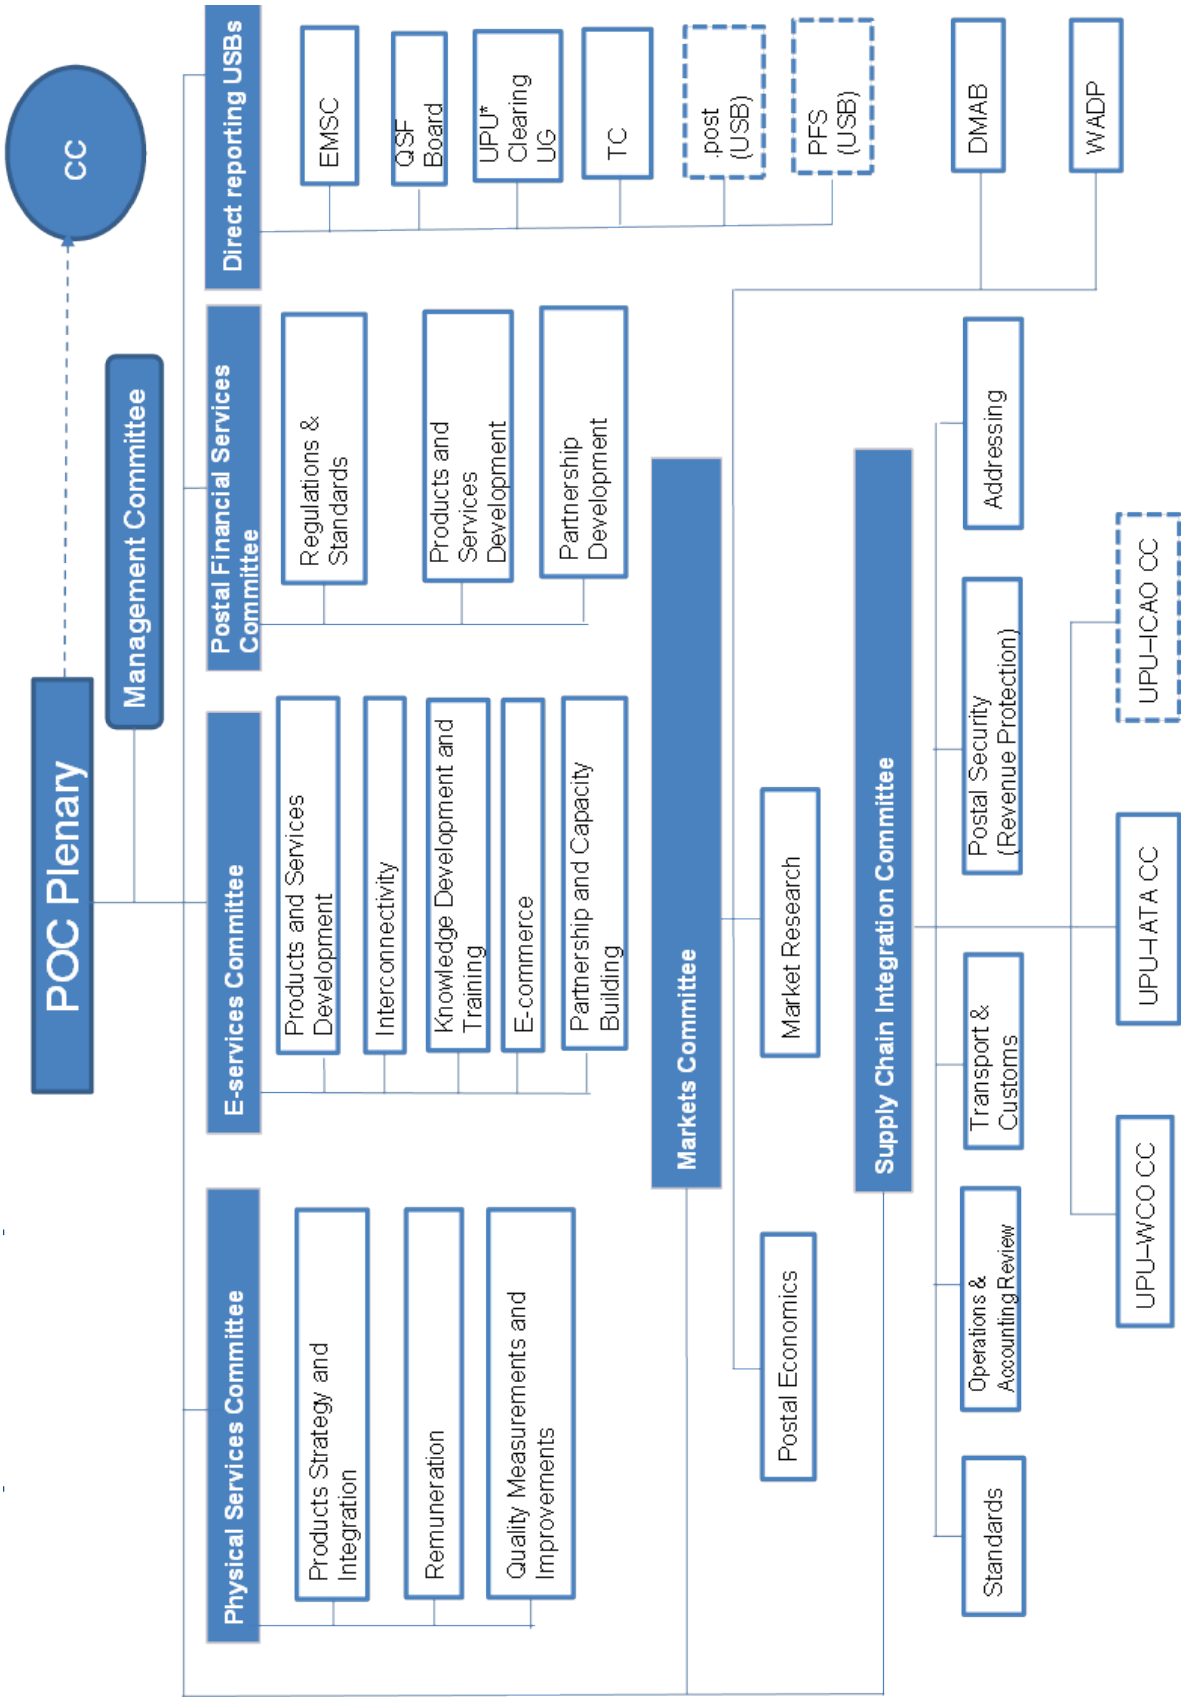 POC Plenary
CC
Management Committee
Physical Services Committee
Products Strategy and
Integration
Remuneration
Quality Measurements and
Improvements
E-services Committee
Products and Services
Development
Interconnectivity
Knowledge Development and
Training
E-commerce
Partnership and Capacity
Building
Postal Financial Services
Committee
Regulations &
Standards
Products and
Services
Development
Partnership
Development
Direct reporting USBs
EMSC
QSF
Board
UPU*
Clearing
UG
TC
.post
(USB)
PFS
(USB)
Markets Committee
Postal Economics
Market Research
DMAB
WADP
Supply Chain Integration Committee
Standards
Operations &
Accounting Review
Transport &
Customs
Postal Security
(Revenue Protection)
Addressing
UPU–WCO CC
UPU–IATA CC
UPU–ICAO CC